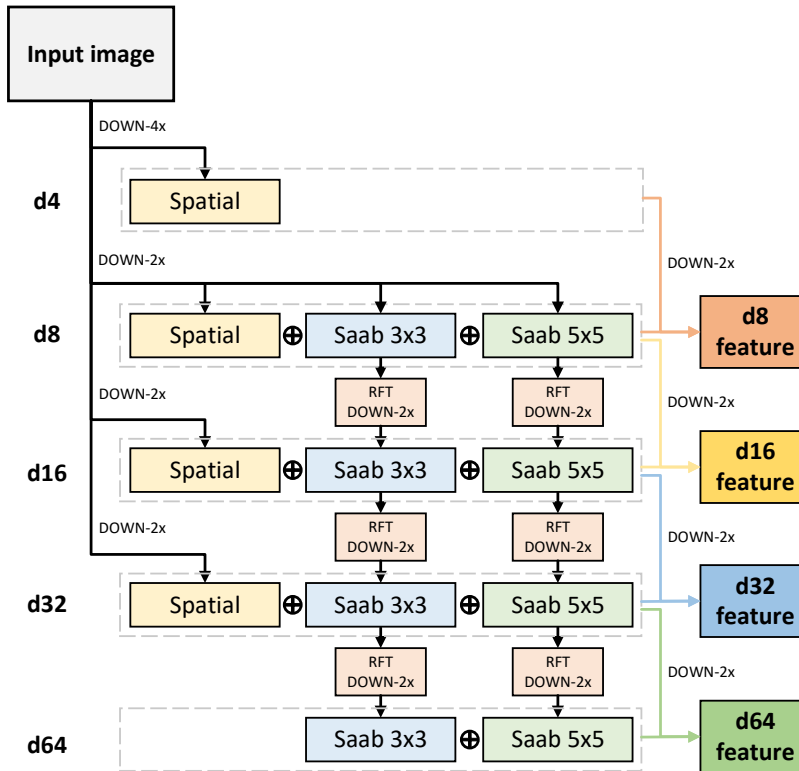 Input image
DOWN-4x
d4
Spatial
DOWN-2x
DOWN-2x
d8
Spatial ⊕ Saab 3x3 ⊕ Saab 5x5
d8
feature
RFT
DOWN-2x
RFT
DOWN-2x
DOWN-2x
DOWN-2x
d16
Spatial ⊕ Saab 3x3 ⊕ Saab 5x5
d16
feature
RFT
DOWN-2x
RFT
DOWN-2x
DOWN-2x
DOWN-2x
d32
Spatial ⊕ Saab 3x3 ⊕ Saab 5x5
d32
feature
RFT
DOWN-2x
RFT
DOWN-2x
DOWN-2x
d64
Saab 3x3 ⊕ Saab 5x5
d64
feature